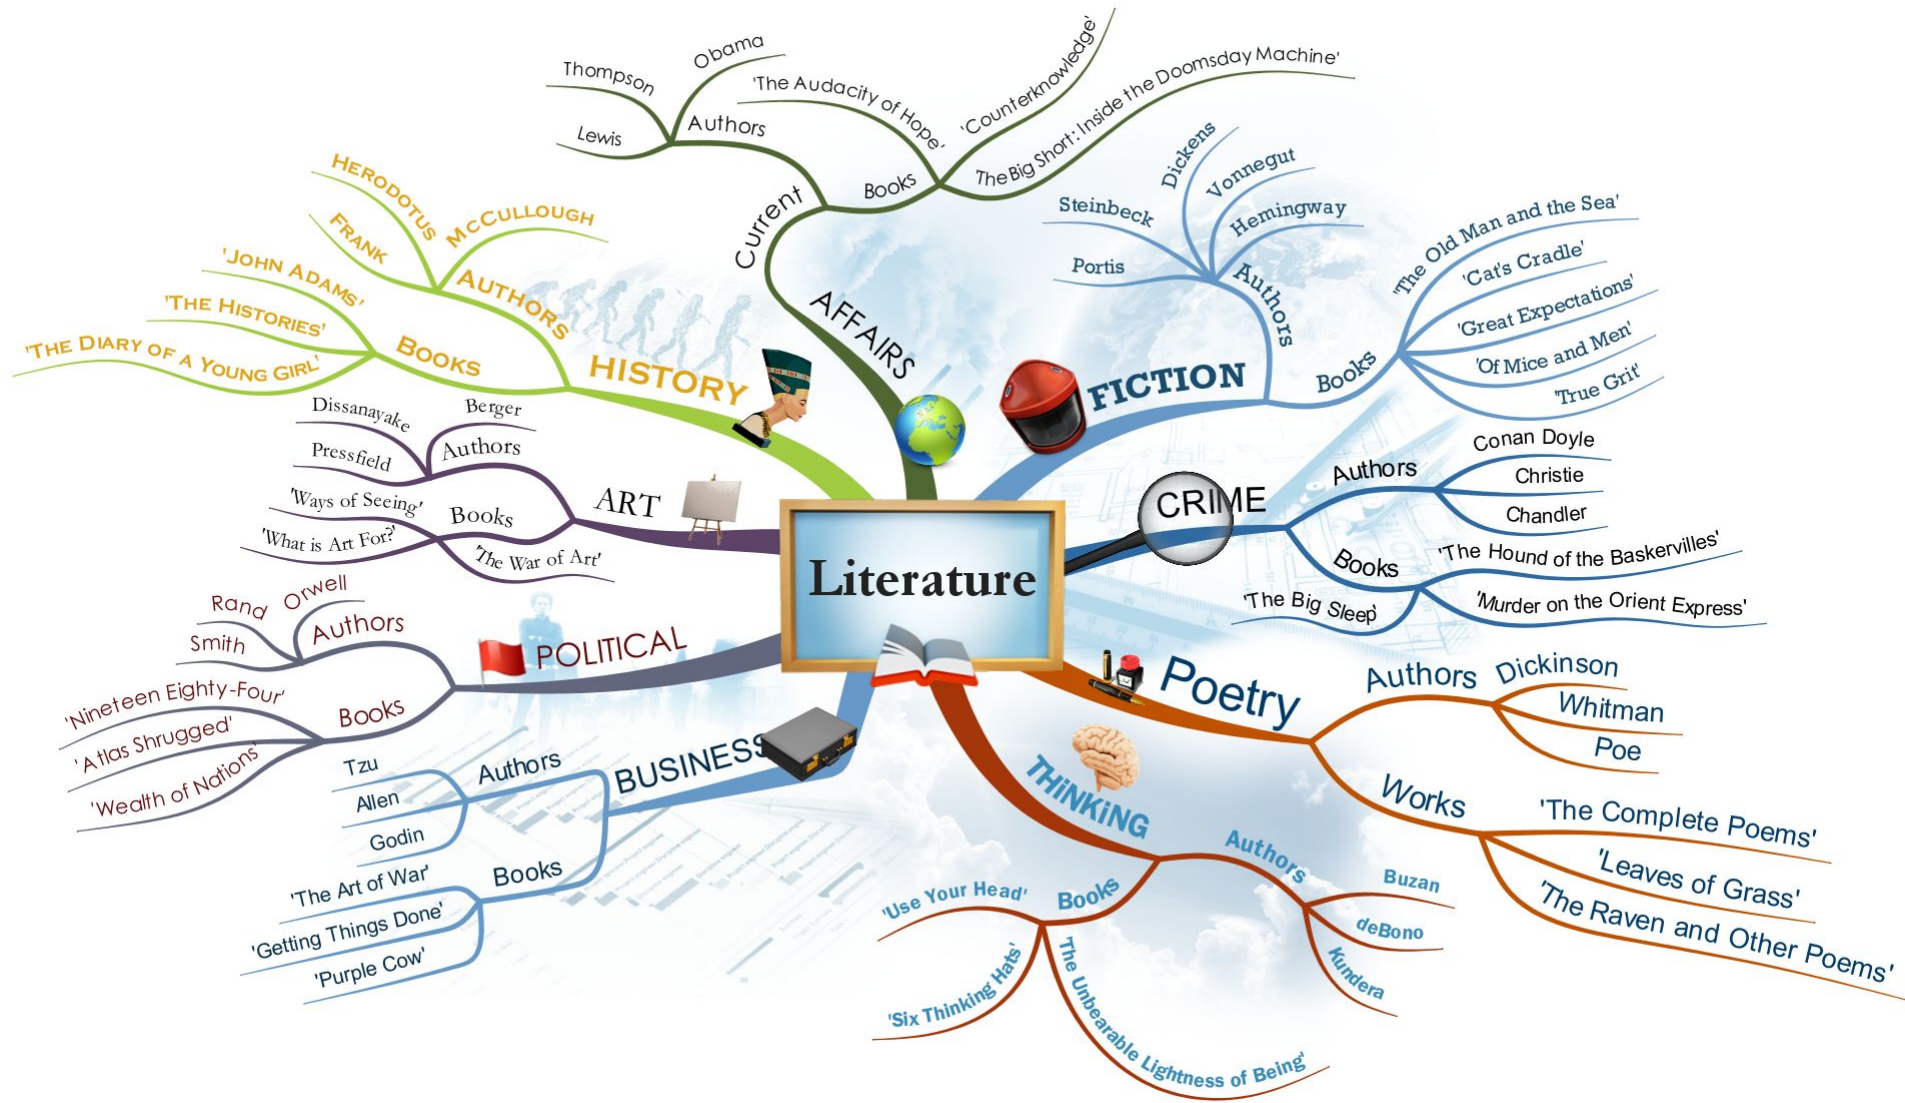 Literature
Current
AFFAIRS
Authors
Thompson
Obama
Lewis
Books
'The Audacity of Hope'
'Counterknowledge'
'The Big Short: Inside the Doomsday Machine'
FICTION
Authors
Dickens
Vonnegut
Steinbeck
Hemingway
Portis
Books
'The Old Man and the Sea'
'Cat's Cradle'
'Great Expectations'
'Of Mice and Men'
'True Grit'
CRIME
Authors
Conan Doyle
Christie
Chandler
Books
'The Hound of the Baskervilles'
'The Big Sleep'
'Murder on the Orient Express'
Poetry
Authors
Dickinson
Whitman
Poe
Works
'The Complete Poems'
'Leaves of Grass'
'The Raven and Other Poems'
THiNKiNG
Authors
Buzan
deBono
Kundera
Books
'Use Your Head'
'Six Thinking Hats'
'The Unbearable Lightness of Being'
BUSINESS
Authors
Tzu
Allen
Godin
Books
'The Art of War'
'Getting Things Done'
'Purple Cow'
POLITICAL
Authors
Rand
Orwell
Smith
Books
'Nineteen Eighty-Four'
'Atlas Shrugged'
'Wealth of Nations'
ART
Authors
Dissanayake
Berger
Pressfield
Books
'Ways of Seeing'
'What is Art For?'
'The War of Art'
HISTORY
AUTHORS
HERODOTUS
MCCULLOUGH
FRANK
BOOKS
'JOHN ADAMS'
'THE HISTORIES'
'THE DIARY OF A YOUNG GIRL'